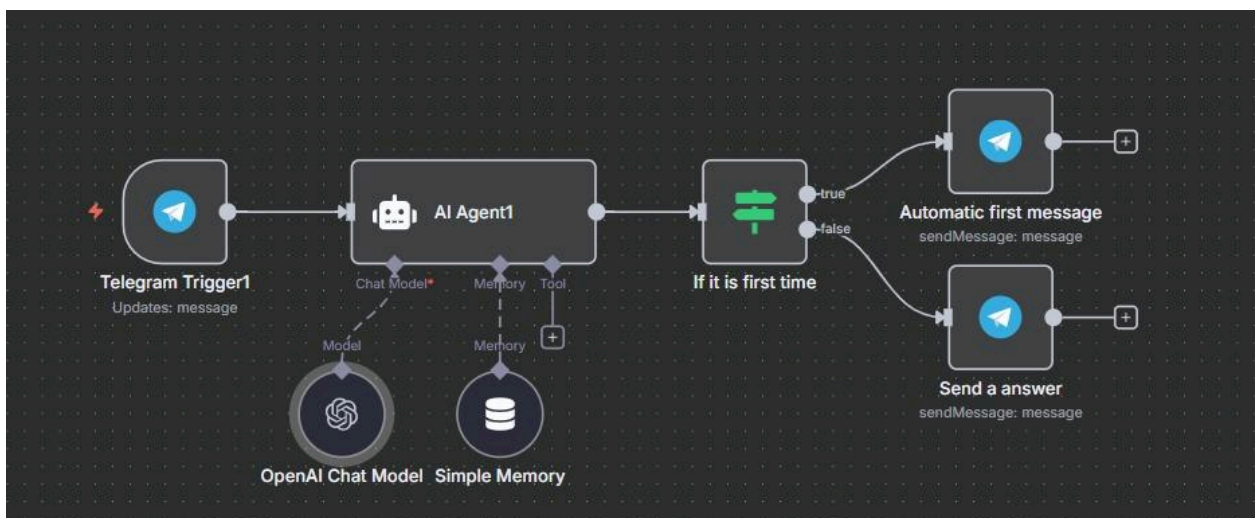 Telegram Trigger1
Updates: message
AI Agent1
Chat Model*
Memory
Tool
Model
Memory
OpenAI Chat Model
Simple Memory
If it is first time
true
false
Automatic first message
sendMessage: message
Send a answer
sendMessage: message